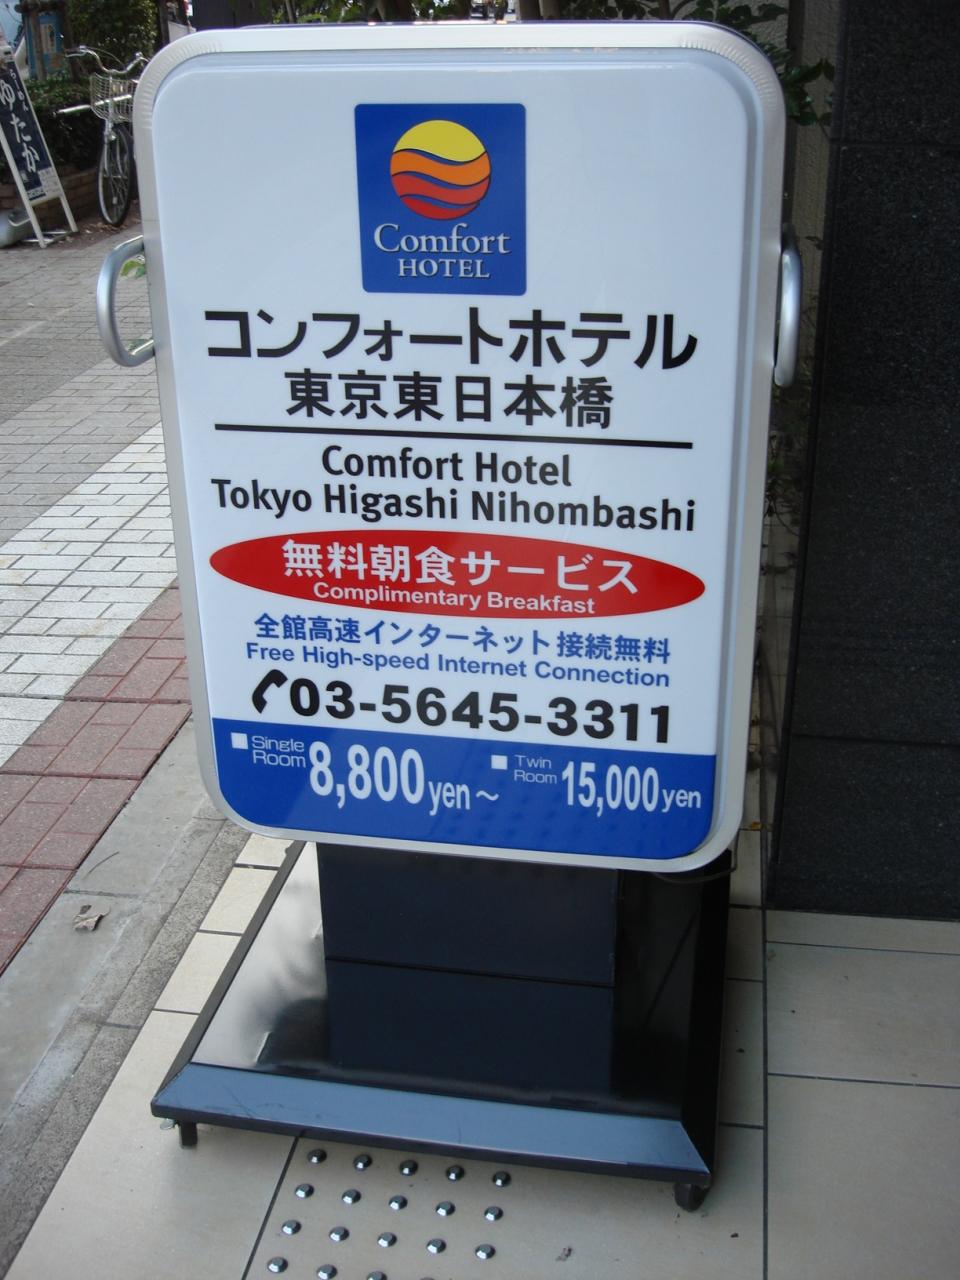 Comfort
HOTEL
コンフォートホテル
東京東日本橋
Comfort Hotel
Tokyo Higashi Nihombashi
無料朝食サービス
Complimentary Breakfast
全館高速インターネット接続無料
Free High-speed Internet Connection
03-5645-3311
Single Room 8,800yen～
Twin Room 15,000yen
ゆたか